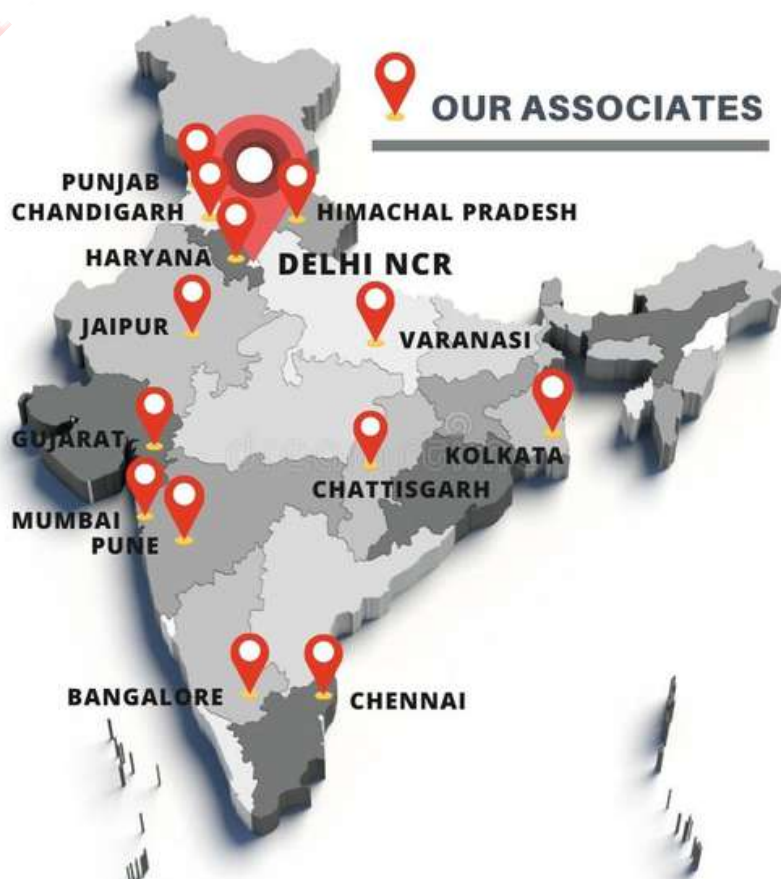 OUR ASSOCIATES
PUNJAB
CHANDIGARH
HIMACHAL PRADESH
HARYANA
DELHI NCR
JAIPUR
VARANASI
GUJARAT
KOLKATA
CHATTISGARH
MUMBAI
PUNE
BANGALORE
CHENNAI